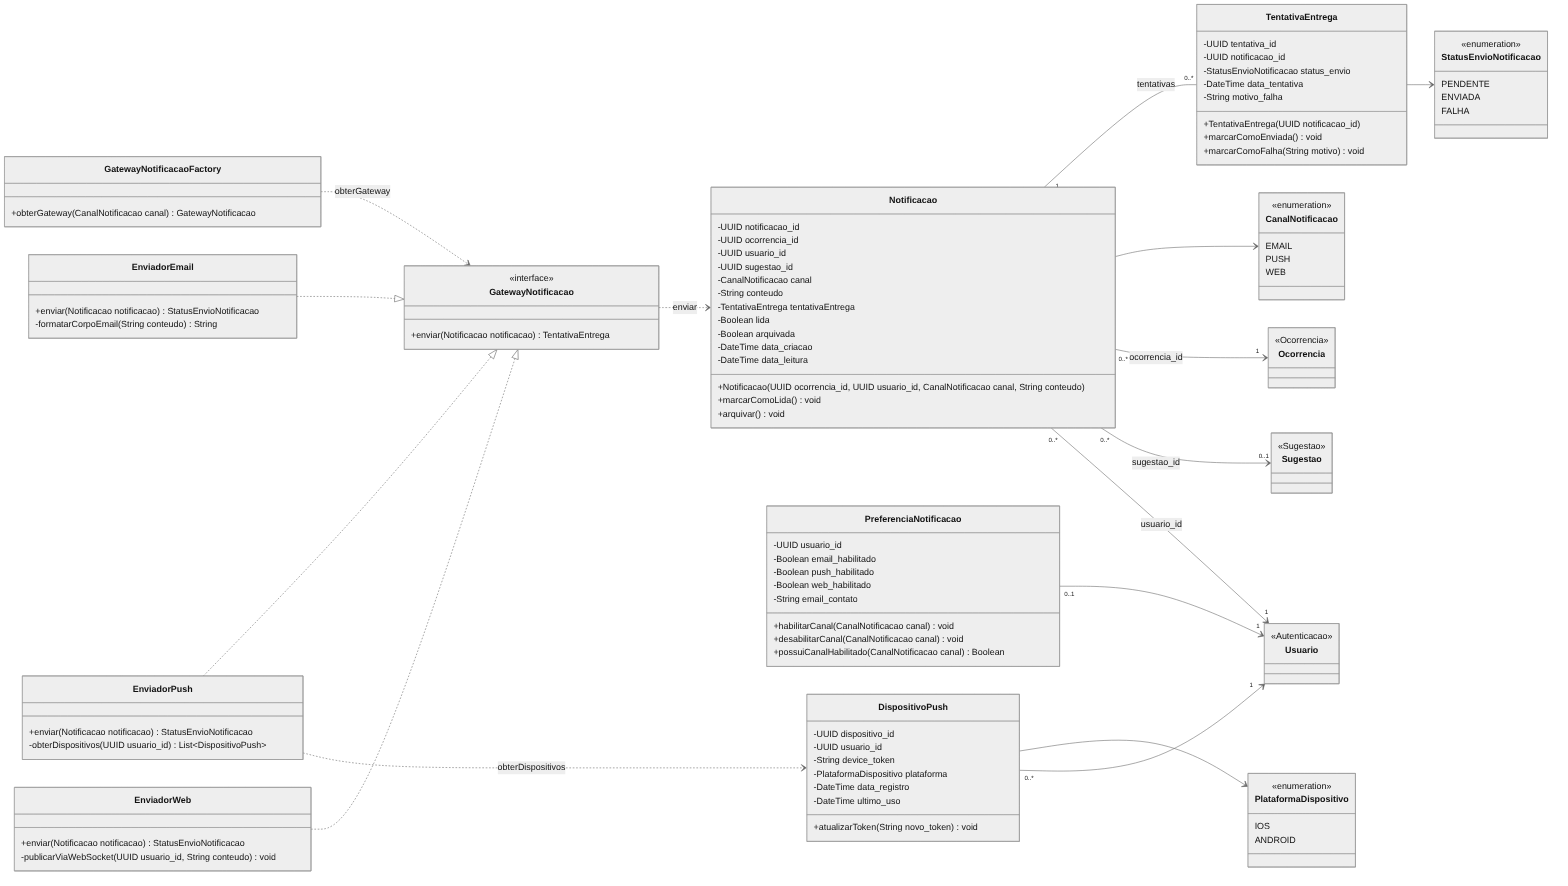 GatewayNotificacaoFactory
+obterGateway(CanalNotificacao canal) : GatewayNotificacao
obterGateway
EnviadorEmail
+enviar(Notificacao notificacao) : StatusEnvioNotificacao
-formatarCorpoEmail(String conteudo) : String
«interface»
GatewayNotificacao
+enviar(Notificacao notificacao) : TentativaEntrega
enviar
EnviadorPush
+enviar(Notificacao notificacao) : StatusEnvioNotificacao
-obterDispositivos(UUID usuario_id) : List<DispositivoPush>
obterDispositivos
EnviadorWeb
+enviar(Notificacao notificacao) : StatusEnvioNotificacao
-publicarViaWebSocket(UUID usuario_id, String conteudo) : void
Notificacao
-UUID notificacao_id
-UUID ocorrencia_id
-UUID usuario_id
-UUID sugestao_id
-CanalNotificacao canal
-String conteudo
-TentativaEntrega tentativaEntrega
-Boolean lida
-Boolean arquivada
-DateTime data_criacao
-DateTime data_leitura
+Notificacao(UUID ocorrencia_id, UUID usuario_id, CanalNotificacao canal, String conteudo)
+marcarComoLida() : void
+arquivar() : void
1
tentativas
0..*
TentativaEntrega
-UUID tentativa_id
-UUID notificacao_id
-StatusEnvioNotificacao status_envio
-DateTime data_tentativa
-String motivo_falha
+TentativaEntrega(UUID notificacao_id)
+marcarComoEnviada() : void
+marcarComoFalha(String motivo) : void
«enumeration»
StatusEnvioNotificacao
PENDENTE
ENVIADA
FALHA
«enumeration»
CanalNotificacao
EMAIL
PUSH
WEB
0..*
ocorrencia_id
1
«Ocorrencia»
Ocorrencia
0..*
sugestao_id
0..1
«Sugestao»
Sugestao
0..*
usuario_id
1
PreferenciaNotificacao
-UUID usuario_id
-Boolean email_habilitado
-Boolean push_habilitado
-Boolean web_habilitado
-String email_contato
+habilitarCanal(CanalNotificacao canal) : void
+desabilitarCanal(CanalNotificacao canal) : void
+possuiCanalHabilitado(CanalNotificacao canal) : Boolean
0..1
1
«Autenticacao»
Usuario
1
DispositivoPush
-UUID dispositivo_id
-UUID usuario_id
-String device_token
-PlataformaDispositivo plataforma
-DateTime data_registro
-DateTime ultimo_uso
+atualizarToken(String novo_token) : void
0..*
«enumeration»
PlataformaDispositivo
IOS
ANDROID